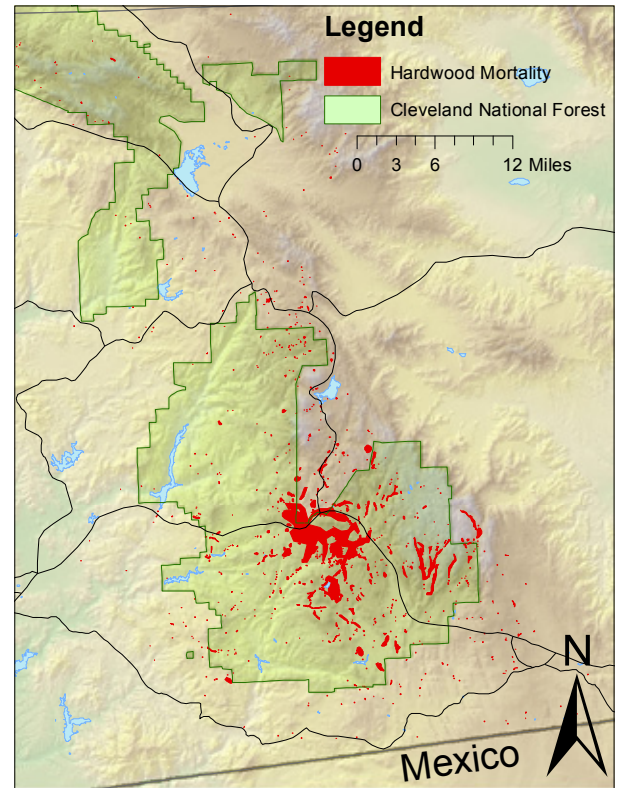 Legend
Hardwood Mortality
Cleveland National Forest
0 3 6 12 Miles
N
Mexico